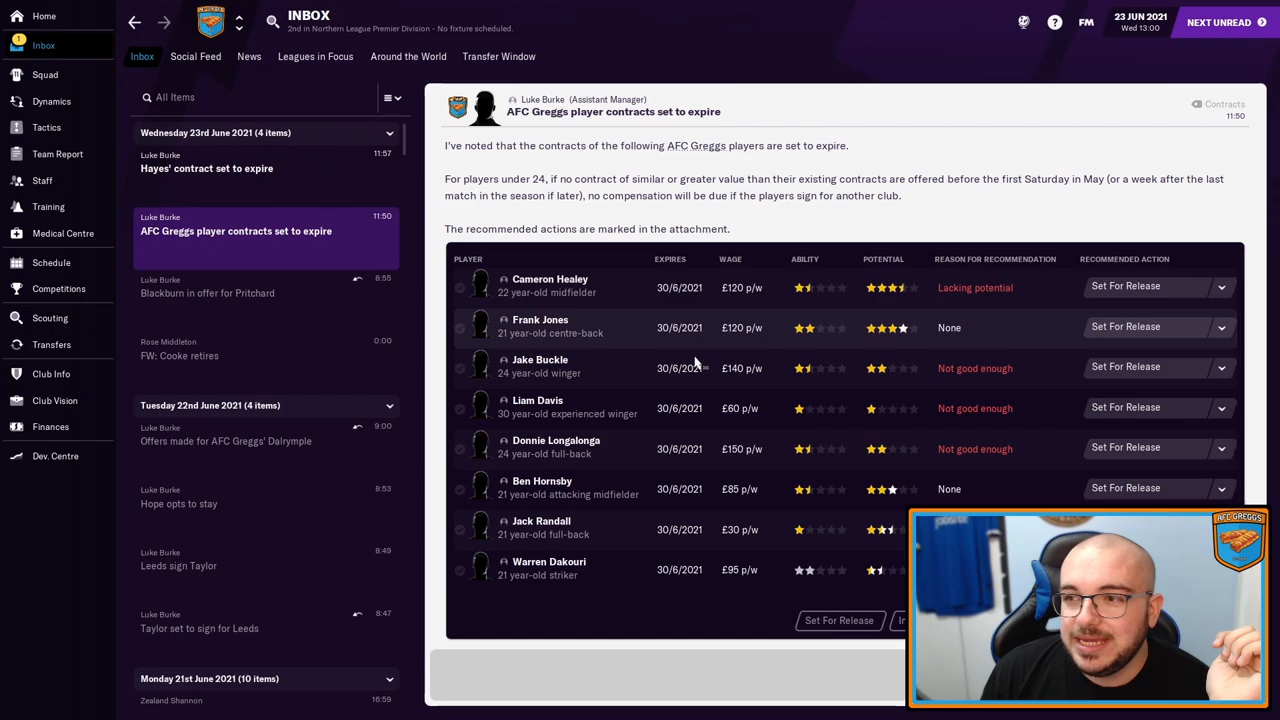 Home
Inbox
1
Squad
Dynamics
Tactics
Team Report
Staff
Training
Medical Centre
Schedule
Competitions
Scouting
Transfers
Club Info
Club Vision
Finances
Dev. Centre
INBOX
2nd in Northern League Premier Division - No fixture scheduled.
FM
23 JUN 2021
Wed 13:00
NEXT UNREAD
Inbox Social Feed News Leagues in Focus Around the World Transfer Window
All Items
Wednesday 23rd June 2021 (4 items)
Luke Burke 11:57
Hayes' contract set to expire
Luke Burke 11:50
AFC Greggs player contracts set to expire
Luke Burke 8:55
Blackburn in offer for Pritchard
Rose Middleton 0:00
FW: Cooke retires
Tuesday 22nd June 2021 (4 items)
Luke Burke 9:00
Offers made for AFC Greggs' Dalrymple
Luke Burke 8:53
Hope opts to stay
Luke Burke 8:49
Leeds sign Taylor
Luke Burke 8:47
Taylor set to sign for Leeds
Monday 21st June 2021 (10 items)
Zealand Shannon 16:59
Luke Burke (Assistant Manager)
AFC Greggs player contracts set to expire
Contracts
11:50
I've noted that the contracts of the following AFC Greggs players are set to expire.
For players under 24, if no contract of similar or greater value than their existing contracts are offered before the first Saturday in May (or a week after the last
match in the season if later), no compensation will be due if the players sign for another club.
The recommended actions are marked in the attachment.
PLAYER EXPIRES WAGE ABILITY POTENTIAL REASON FOR RECOMMENDATION RECOMMENDED ACTION
Cameron Healey
22 year-old midfielder
30/6/2021 £120 p/w Lacking potential Set For Release
Frank Jones
21 year-old centre-back
30/6/2021 £120 p/w None Set For Release
Jake Buckle
24 year-old winger
30/6/2021 £140 p/w Not good enough Set For Release
Liam Davis
30 year-old experienced winger
30/6/2021 £60 p/w Not good enough Set For Release
Donnie Longalonga
24 year-old full-back
30/6/2021 £150 p/w Not good enough Set For Release
Ben Hornsby
21 year-old attacking midfielder
30/6/2021 £85 p/w None Set For Release
Jack Randall
21 year-old full-back
30/6/2021 £30 p/w
Warren Dakouri
21 year-old striker
30/6/2021 £95 p/w
Set For Release
AFC GREGGS